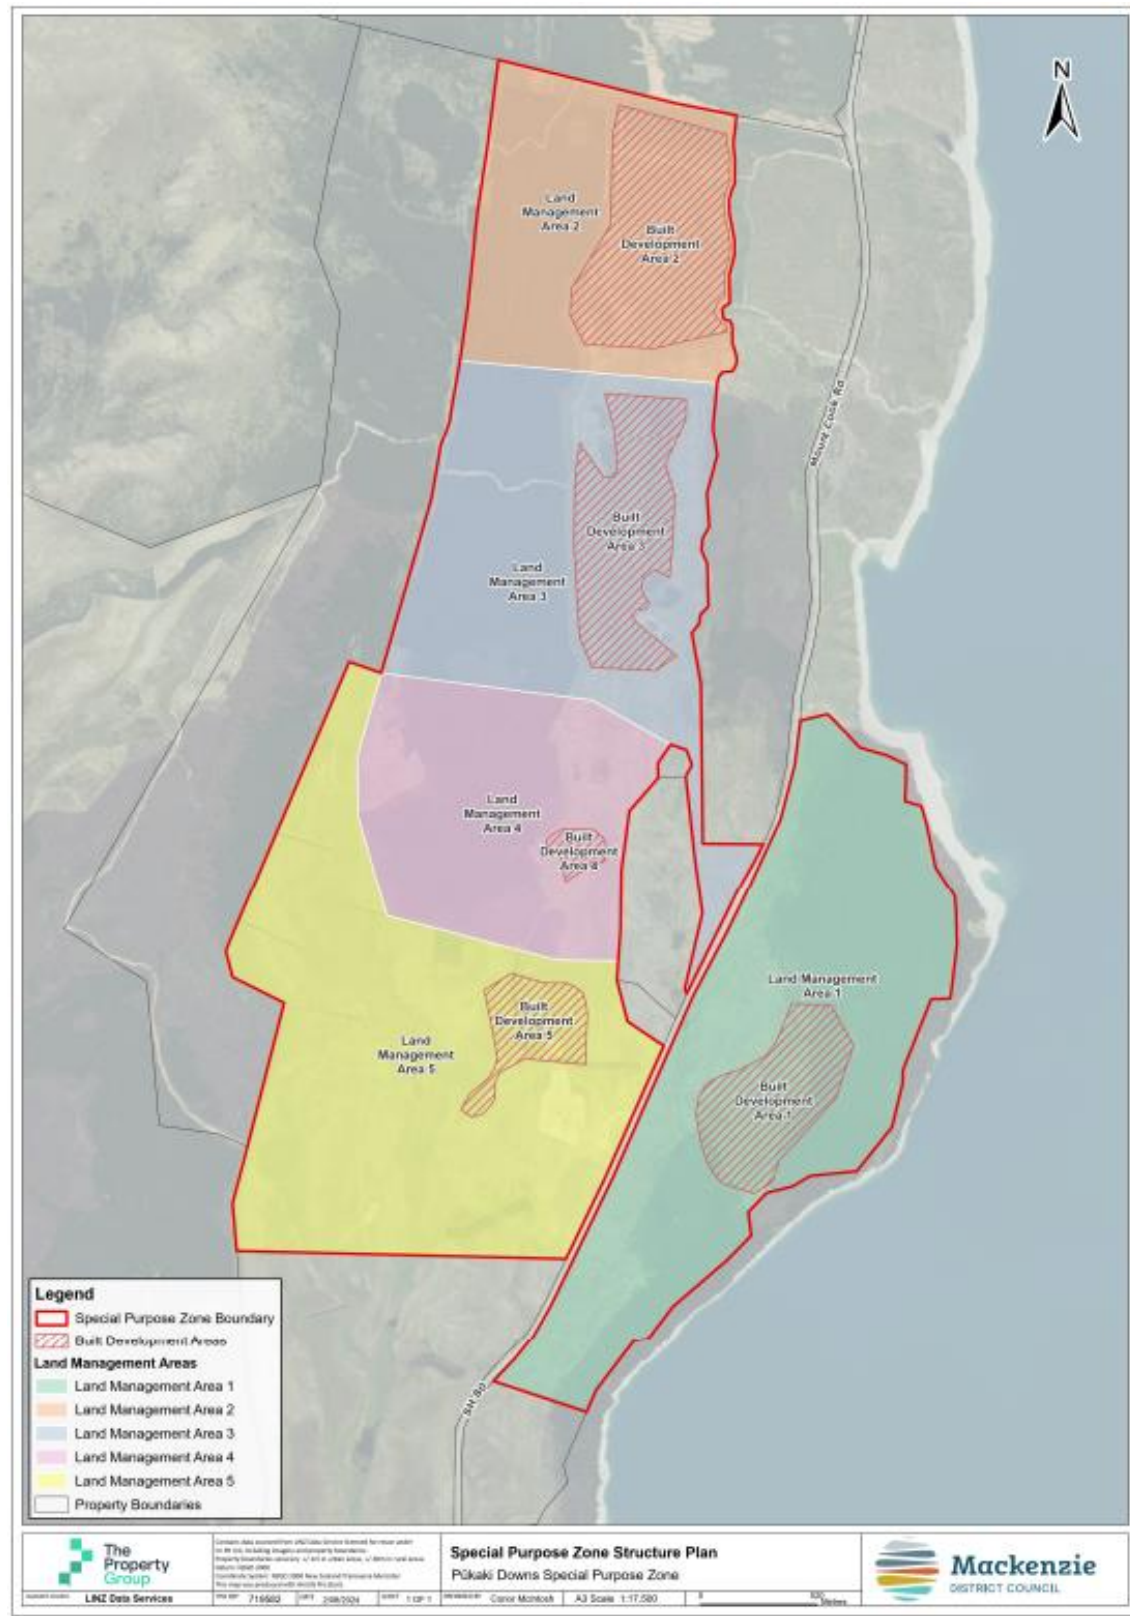 N
Land
Management
Area 2
Built
Development
Area 2
Mount Cook Rd
Built
Development
Area 3
Land
Management
Area 3
Land
Management
Area 4
Built
Development
Area 4
Land Management
Area 1
Built
Development
Area 5
Land
Management
Area 5
Built
Development
Area 1
SH 80
Legend
Special Purpose Zone Boundary
Built Development Areas
Land Management Areas
Land Management Area 1
Land Management Area 2
Land Management Area 3
Land Management Area 4
Land Management Area 5
Property Boundaries
The
Property
Group
LINZ Data Services
Special Purpose Zone Structure Plan
Pūkaki Downs Special Purpose Zone
719502
1 OF 1
Conor McIntosh
A3 Scale 1:17,500
Meters
Mackenzie
DISTRICT COUNCIL